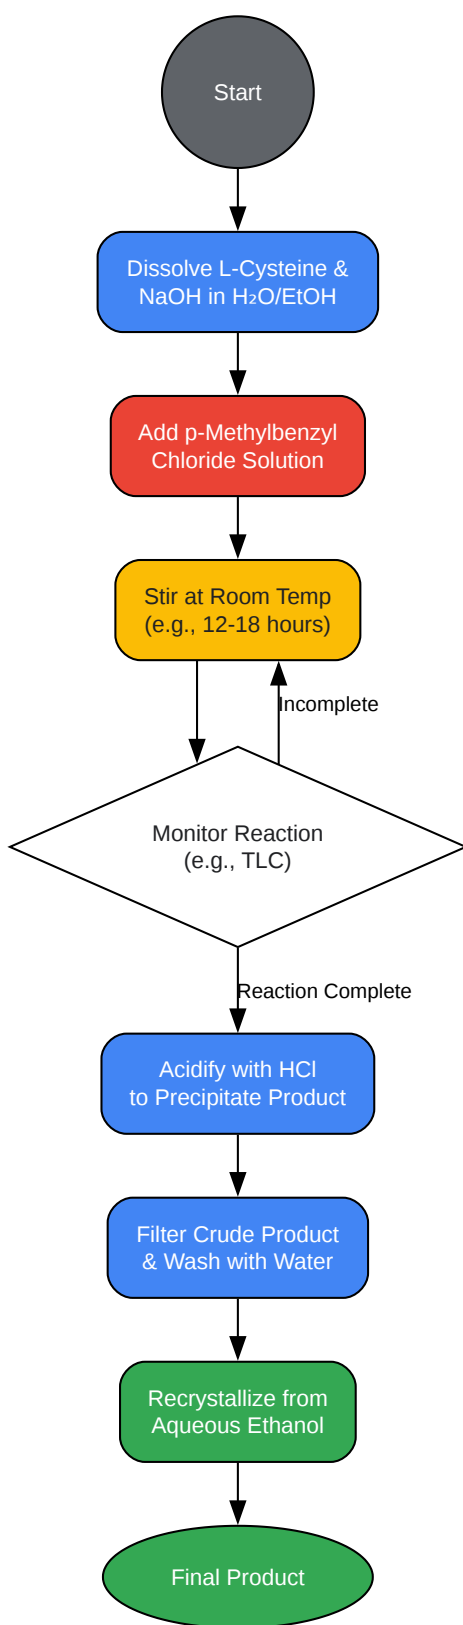 Start
Dissolve L-Cysteine &
NaOH in H₂O/EtOH
Add p-Methylbenzyl
Chloride Solution
Stir at Room Temp
(e.g., 12-18 hours)
Incomplete
Monitor Reaction
(e.g., TLC)
Reaction Complete
Acidify with HCl
to Precipitate Product
Filter Crude Product
& Wash with Water
Recrystallize from
Aqueous Ethanol
Final Product